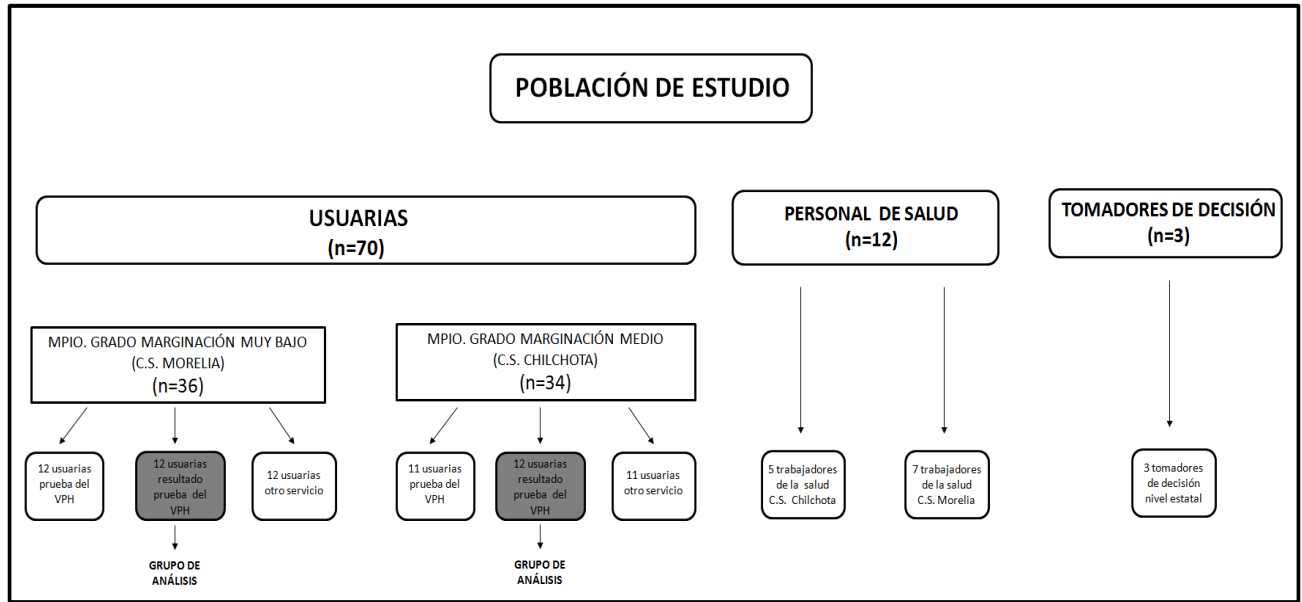 POBLACIÓN DE ESTUDIO
USUARIAS
(n=70)
PERSONAL DE SALUD
(n=12)
TOMADORES DE DECISIÓN
(n=3)
MPIO. GRADO MARGINACIÓN MUY BAJO
(C.S. MORELIA)
(n=36)
MPIO. GRADO MARGINACIÓN MEDIO
(C.S. CHILCHOTA)
(n=34)
12 usuarias
prueba del
VPH
12 usuarias
resultado
prueba del
VPH
12 usuarias
otro servicio
11 usuarias
prueba del
VPH
12 usuarias
resultado
prueba del
VPH
11 usuarias
otro servicio
5 trabajadores
de la salud
C.S. Chilchota
7 trabajadores
de la salud
C.S. Morelia
3 tomadores
de decisión
nivel estatal
GRUPO DE
ANÁLISIS
GRUPO DE
ANÁLISIS